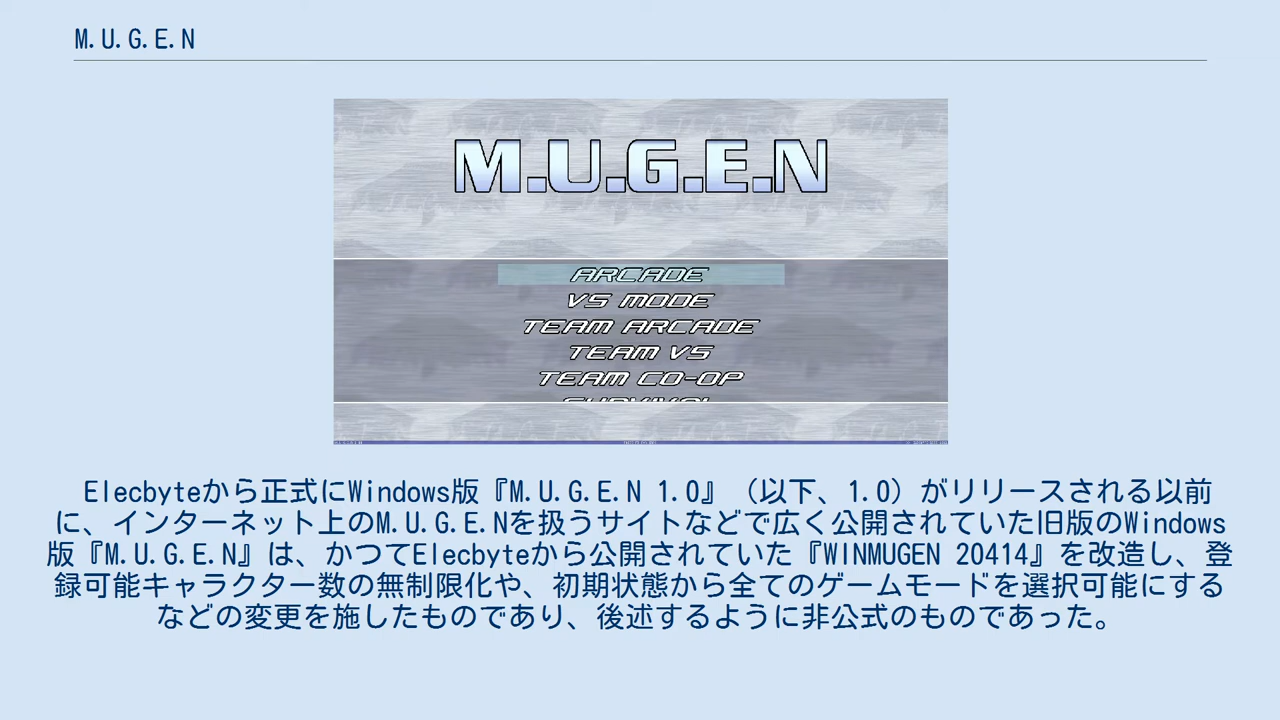 M.U.G.E.N
M.U.G.E.N
ARCADE
VS MODE
TEAM ARCADE
TEAM VS
TEAM CO-OP
Elecbyteから正式にWindows版『M.U.G.E.N 1.0』（以下、1.0）がリリースされる以前
に、インターネット上のM.U.G.E.Nを扱うサイトなどで広く公開されていた旧版のWindows
版『M.U.G.E.N』は、かつてElecbyteから公開されていた『WINMUGEN 20414』を改造し、登
録可能キャラクター数の無制限化や、初期状態から全てのゲームモードを選択可能にする
などの変更を施したものであり、後述するように非公式のものであった。